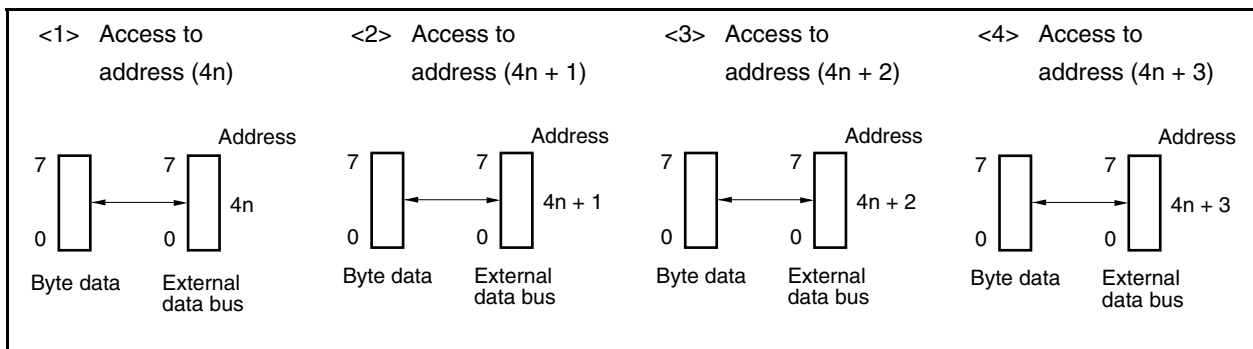 <1> Access to
address (4n)
Address
7
7
4n
0
0
Byte data
External
data bus
<2> Access to
address (4n + 1)
Address
7
7
4n + 1
0
0
Byte data
External
data bus
<3> Access to
address (4n + 2)
Address
7
7
4n + 2
0
0
Byte data
External
data bus
<4> Access to
address (4n + 3)
Address
7
7
4n + 3
0
0
Byte data
External
data bus